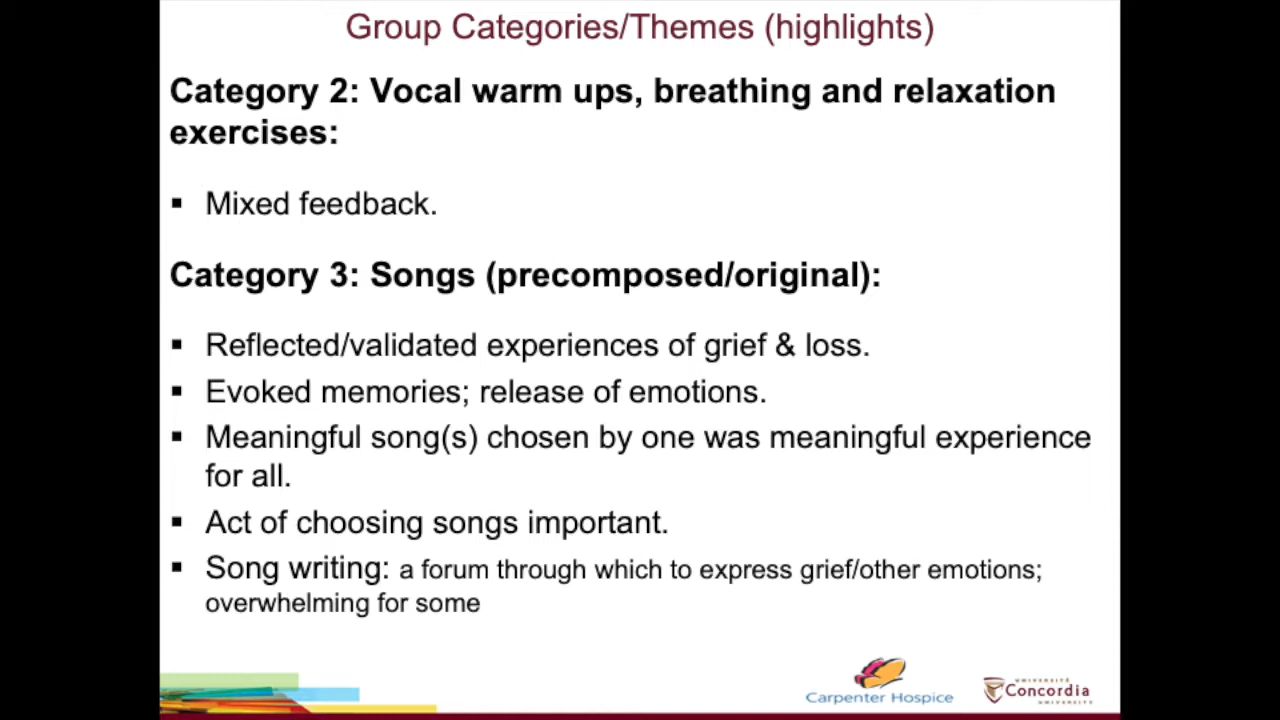 Group Categories/Themes (highlights)
Category 2: Vocal warm ups, breathing and relaxation
exercises:
▪ Mixed feedback.
Category 3: Songs (precomposed/original):
▪ Reflected/validated experiences of grief & loss.
▪ Evoked memories; release of emotions.
▪ Meaningful song(s) chosen by one was meaningful experience
for all.
▪ Act of choosing songs important.
▪ Song writing: a forum through which to express grief/other emotions;
overwhelming for some
Carpenter Hospice
UNIVERSITÉ
Concordia
UNIVERSITY